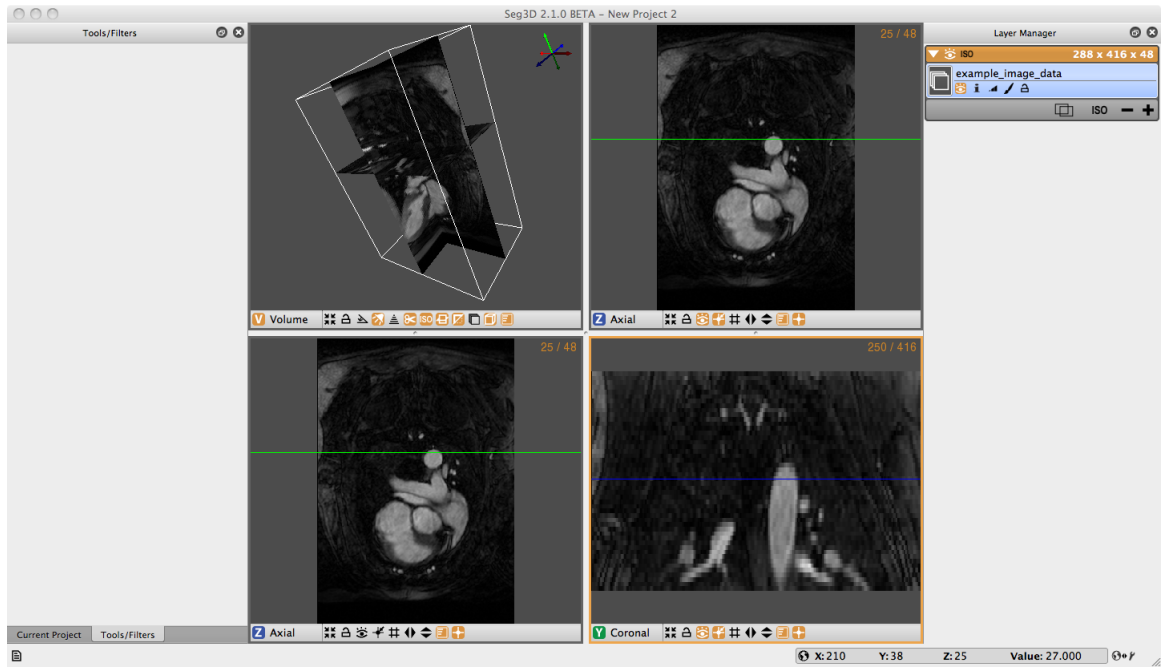 Seg3D 2.1.0 BETA - New Project 2
Tools/Filters
25 / 48
Layer Manager
ISO 288 x 416 x 48
example_image_data
ISO
V Volume
ISO
Z Axial
25 / 48
250 / 416
Current Project Tools/Filters
Z Axial
Y Coronal
X: 210 Y: 38 Z: 25 Value: 27.000